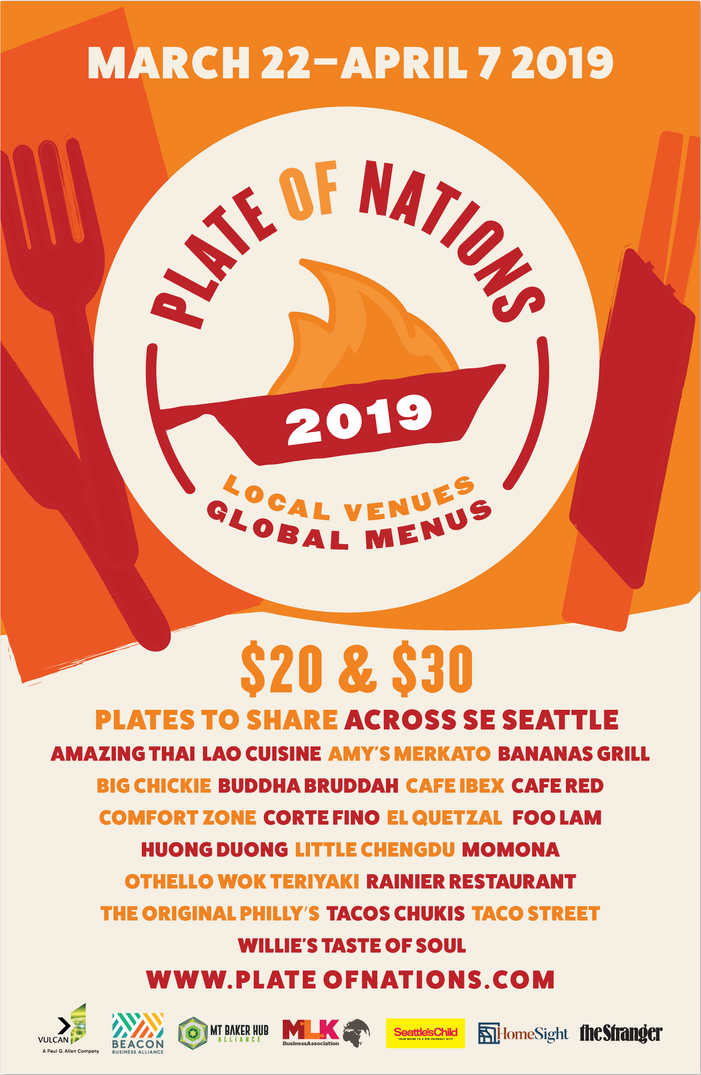 MARCH 22–APRIL 7 2019
PLATE OF NATIONS
2019
LOCAL VENUES
GLOBAL MENUS
$20 & $30
PLATES TO SHARE ACROSS SE SEATTLE
AMAZING THAI LAO CUISINE AMY'S MERKATO BANANAS GRILL
BIG CHICKIE BUDDHA BRUDDAH CAFE IBEX CAFE RED
COMFORT ZONE CORTE FINO EL QUETZAL FOO LAM
HUONG DUONG LITTLE CHENGDU MOMONA
OTHELLO WOK TERIYAKI RAINIER RESTAURANT
THE ORIGINAL PHILLY'S TACOS CHUKIS TACO STREET
WILLIE'S TASTE OF SOUL
WWW.PLATEOFNATIONS.COM
VULCAN
A Paul G. Allen Company
BEACON
BUSINESS ALLIANCE
MT BAKER HUB
ALLIANCE
MLK
BusinessAssociation
Seattle'sChild
HomeSight
the Stranger